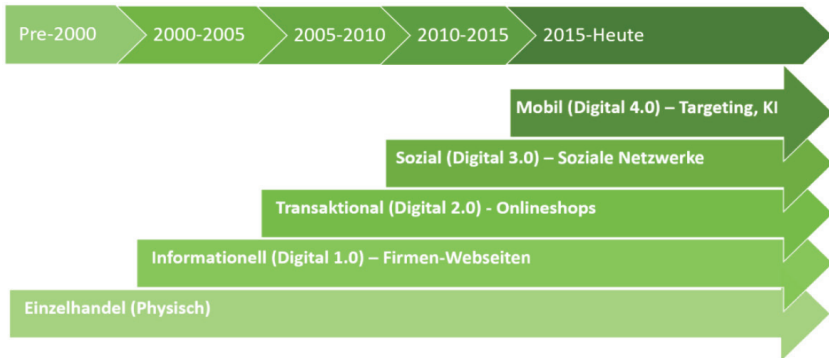 Pre-2000
2000-2005
2005-2010
2010-2015
2015-Heute
Mobil (Digital 4.0) – Targeting, KI
Sozial (Digital 3.0) – Soziale Netzwerke
Transaktional (Digital 2.0) - Onlineshops
Informationell (Digital 1.0) – Firmen-Webseiten
Einzelhandel (Physisch)